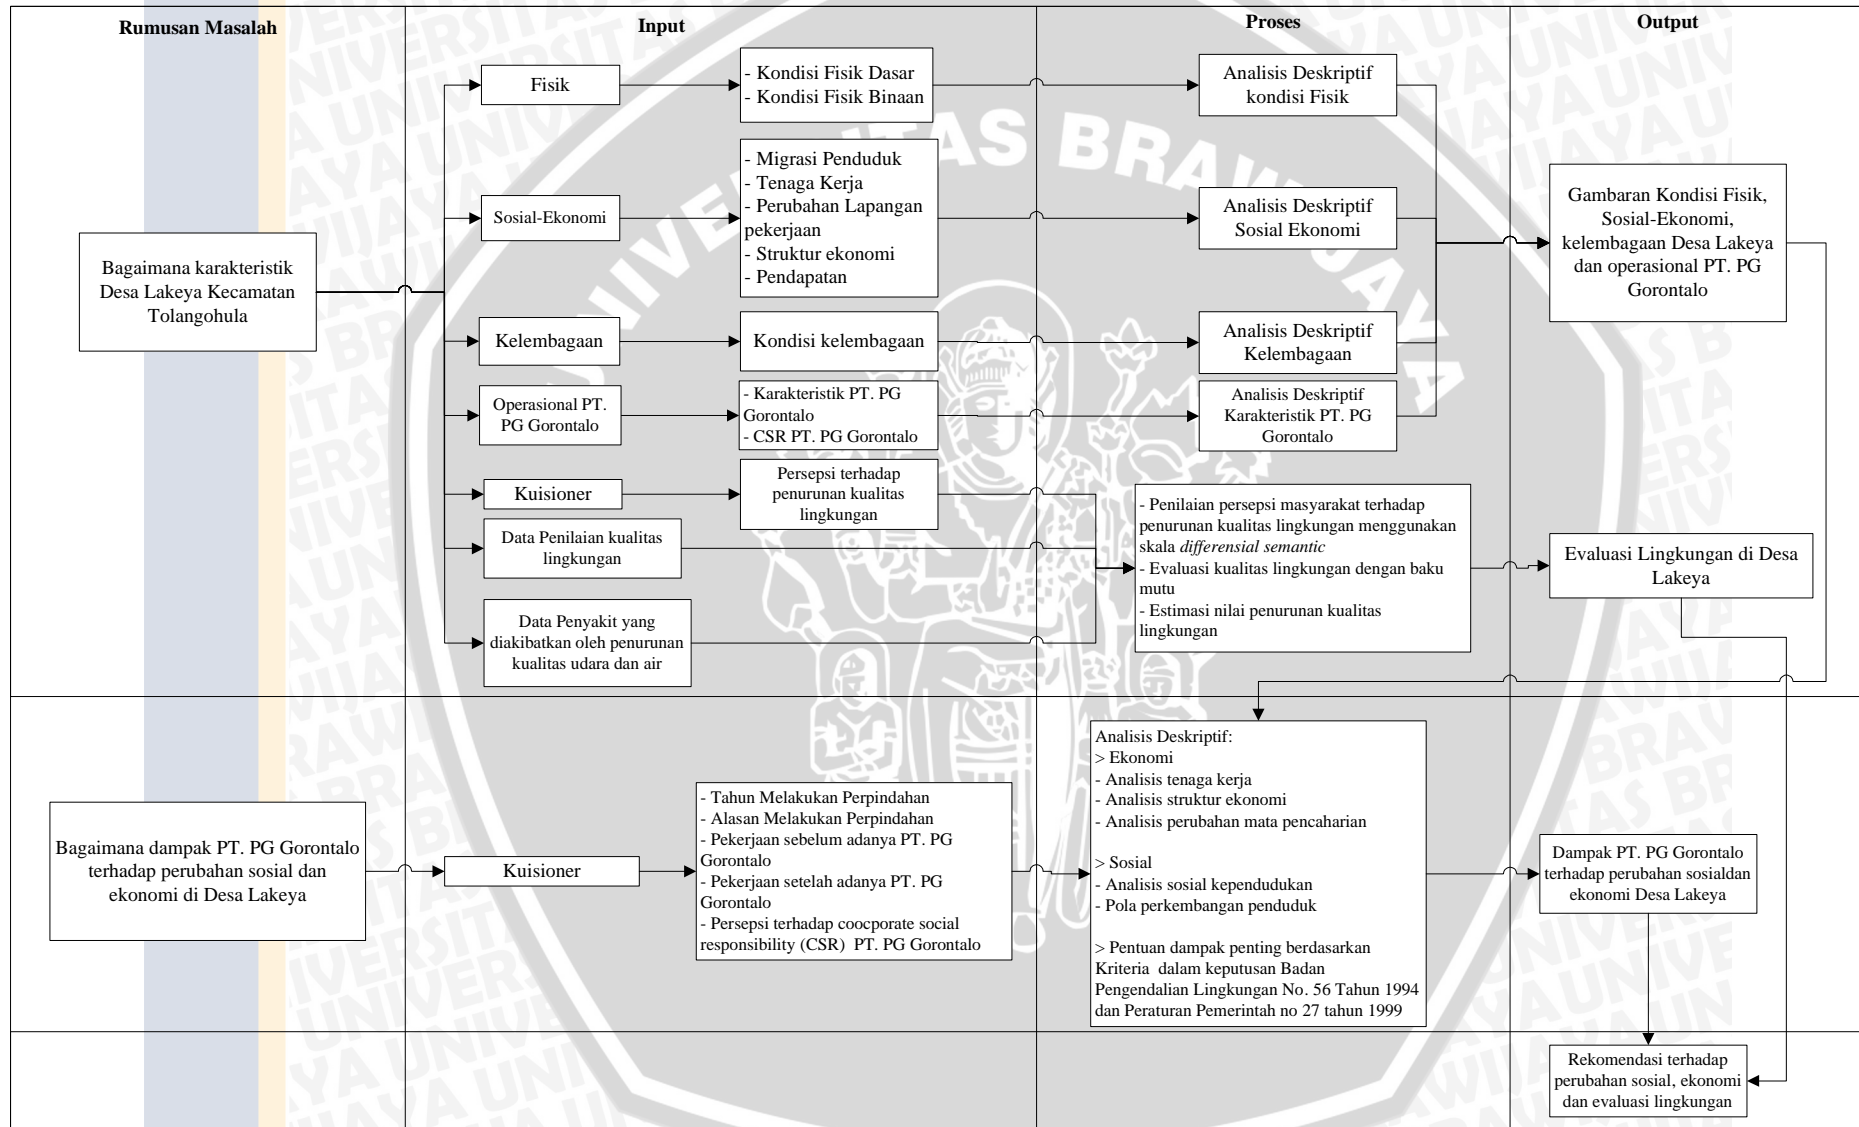 Rumusan Masalah
Input
Proses
Output
Bagaimana karakteristik
Desa Lakeya Kecamatan
Tolangohula
Fisik
- Kondisi Fisik Dasar
- Kondisi Fisik Binaan
Analisis Deskriptif
kondisi Fisik
Sosial-Ekonomi
- Migrasi Penduduk
- Tenaga Kerja
- Perubahan Lapangan
pekerjaan
- Struktur ekonomi
- Pendapatan
Analisis Deskriptif
Sosial Ekonomi
Kelembagaan
Kondisi kelembagaan
Analisis Deskriptif
Kelembagaan
Operasional PT.
PG Gorontalo
- Karakteristik PT. PG
Gorontalo
- CSR PT. PG Gorontalo
Analisis Deskriptif
Karakteristik PT. PG
Gorontalo
Gambaran Kondisi Fisik,
Sosial-Ekonomi,
kelembagaan Desa Lakeya
dan operasional PT. PG
Gorontalo
Kuisioner
Persepsi terhadap
penurunan kualitas
lingkungan
Data Penilaian kualitas
lingkungan
Data Penyakit yang
diakibatkan oleh penurunan
kualitas udara dan air
- Penilaian persepsi masyarakat terhadap
penurunan kualitas lingkungan menggunakan
skala differensial semantic
- Evaluasi kualitas lingkungan dengan baku
mutu
- Estimasi nilai penurunan kualitas
lingkungan
Evaluasi Lingkungan di Desa
Lakeya
Bagaimana dampak PT. PG Gorontalo
terhadap perubahan sosial dan
ekonomi di Desa Lakeya
Kuisioner
- Tahun Melakukan Perpindahan
- Alasan Melakukan Perpindahan
- Pekerjaan sebelum adanya PT. PG
Gorontalo
- Pekerjaan setelah adanya PT. PG
Gorontalo
- Persepsi terhadap coocporate social
responsibility (CSR) PT. PG Gorontalo
Analisis Deskriptif:
> Ekonomi
- Analisis tenaga kerja
- Analisis struktur ekonomi
- Analisis perubahan mata pencaharian
> Sosial
- Analisis sosial kependudukan
- Pola perkembangan penduduk
> Pentuan dampak penting berdasarkan
Kriteria dalam keputusan Badan
Pengendalian Lingkungan No. 56 Tahun 1994
dan Peraturan Pemerintah no 27 tahun 1999
Dampak PT. PG Gorontalo
terhadap perubahan sosialdan
ekonomi Desa Lakeya
Rekomendasi terhadap
perubahan sosial, ekonomi
dan evaluasi lingkungan
UNIVERSITAS BRAWIJAYA